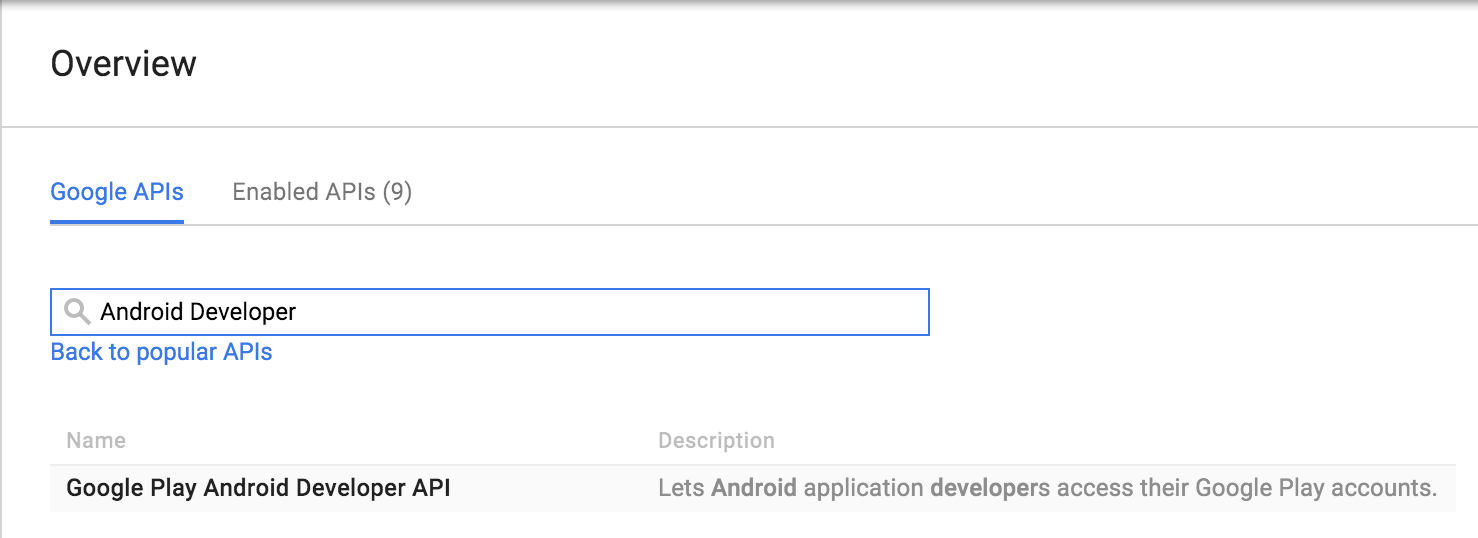 Overview
Google APIs Enabled APIs (9)
Android Developer
Back to popular APIs
Name Description
Google Play Android Developer API Lets Android application developers access their Google Play accounts.